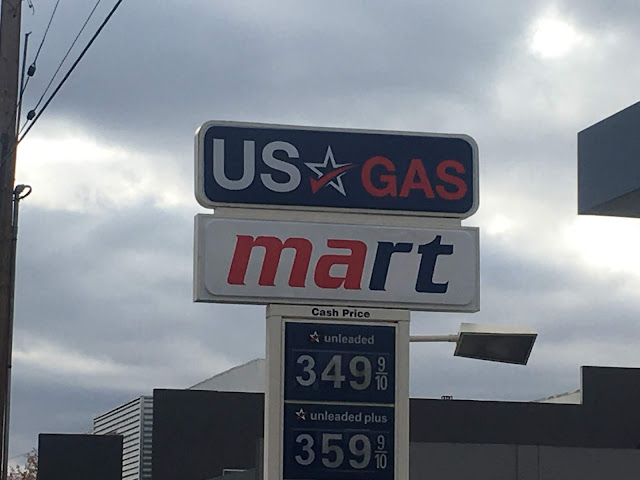 US GAS
mart
Cash Price
unleaded
349 9/10
unleaded plus
359 9/10